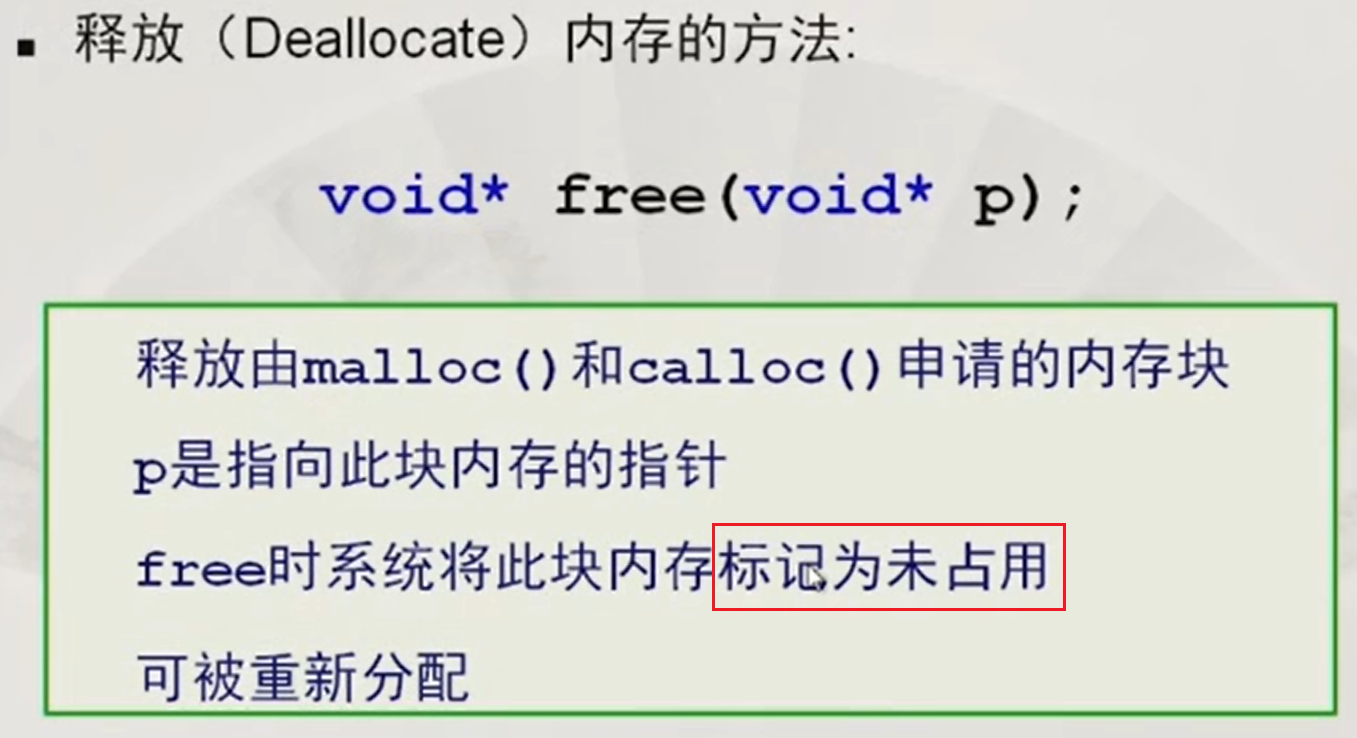 ▪ 释放（Deallocate）内存的方法:
void* free(void* p);
释放由malloc()和calloc()申请的内存块
p是指向此块内存的指针
free时系统将此块内存标记为未占用
可被重新分配